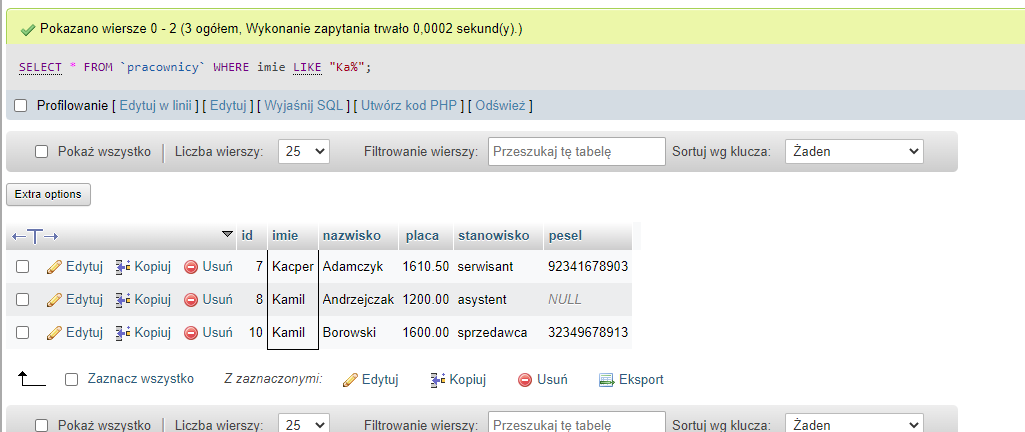 Pokazano wiersze 0 - 2 (3 ogółem, Wykonanie zapytania trwało 0,0002 sekund(y).)
SELECT * FROM `pracownicy` WHERE imie LIKE "Ka%";
Profilowanie [ Edytuj w linii ] [ Edytuj ] [ Wyjaśnij SQL ] [ Utwórz kod PHP ] [ Odśwież ]
Pokaż wszystko Liczba wierszy: 25 Filtrowanie wierszy: Przeszukaj tę tabelę Sortuj wg klucza: Żaden
Extra options
id imie nazwisko placa stanowisko pesel
Edytuj Kopiuj Usuń 7 Kacper Adamczyk 1610.50 serwisant 92341678903
Edytuj Kopiuj Usuń 8 Kamil Andrzejczak 1200.00 asystent NULL
Edytuj Kopiuj Usuń 10 Kamil Borowski 1600.00 sprzedawca 32349678913
Zaznacz wszystko Z zaznaczonymi: Edytuj Kopiuj Usuń Eksport
Pokaż wszystko Liczba wierszy: 25 Filtrowanie wierszy: Przeszukaj tę tabelę Sortuj wg klucza: Żaden